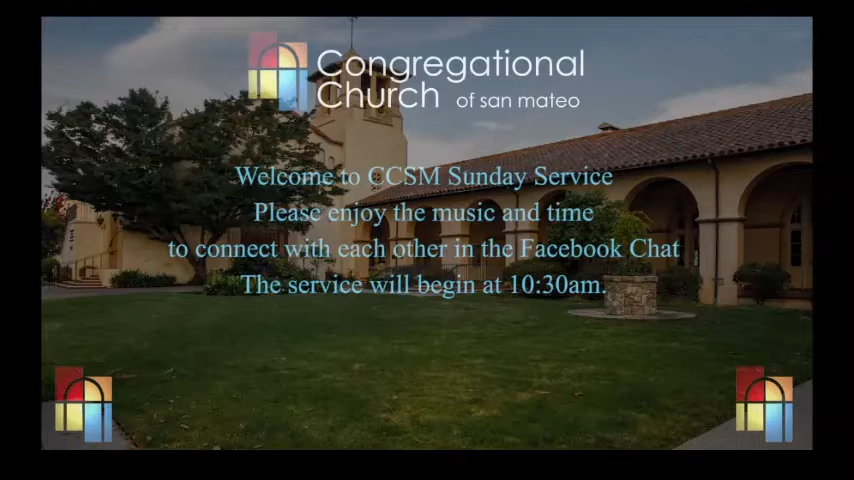 Congregational
Church of san mateo
Welcome to CCSM Sunday Service
Please enjoy the music and time
to connect with each other in the Facebook Chat
The service will begin at 10:30am.